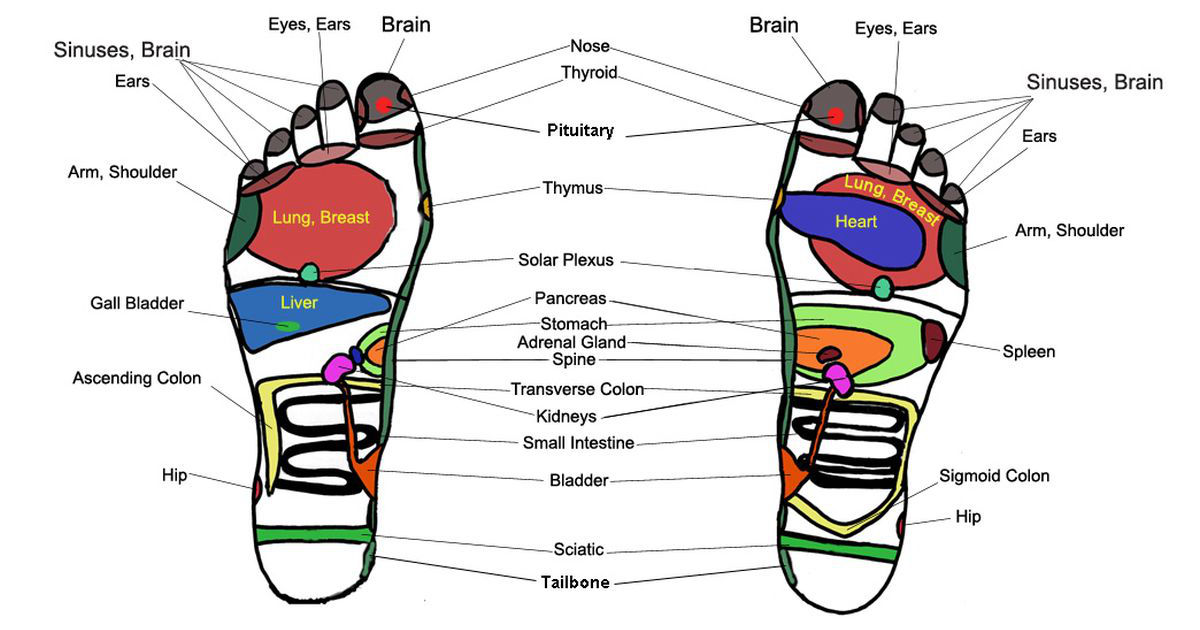 Eyes, Ears
Brain
Sinuses, Brain
Ears
Arm, Shoulder
Lung, Breast
Gall Bladder
Liver
Ascending Colon
Hip
Nose
Thyroid
Pituitary
Thymus
Solar Plexus
Pancreas
Stomach
Adrenal Gland
Spine
Transverse Colon
Kidneys
Small Intestine
Bladder
Sciatic
Tailbone
Brain
Eyes, Ears
Sinuses, Brain
Ears
Lung, Breast
Heart
Arm, Shoulder
Spleen
Sigmoid Colon
Hip